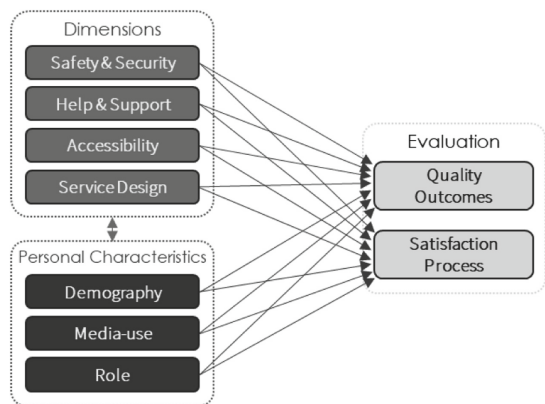 Dimensions
Safety & Security
Help & Support
Accessibility
Service Design
Personal Characteristics
Demography
Media-use
Role
Evaluation
Quality
Outcomes
Satisfaction
Process